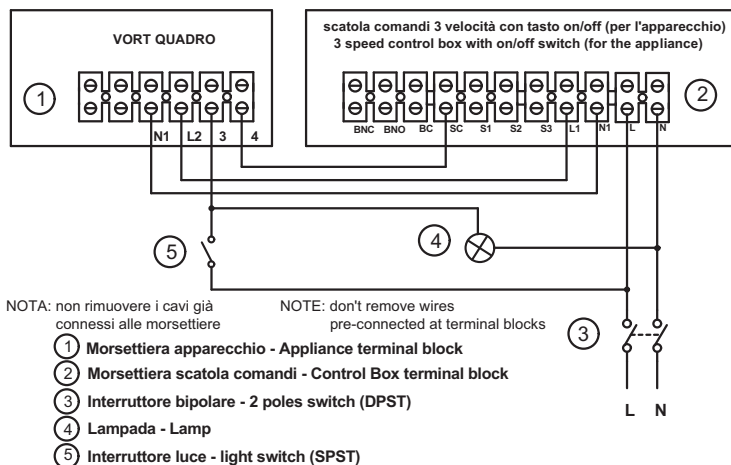 VORT QUADRO
scatola comandi 3 velocità con tasto on/off (per l'apparecchio)
3 speed control box with on/off switch (for the appliance)
1
2
N1 L2 3 4
BNC BNO BC SC S1 S2 S3 L1 N1 L N
5
4
NOTA: non rimuovere i cavi già
connessi alle morsettiere
NOTE: don't remove wires
pre-connected at terminal blocks
3
1 Morsettiera apparecchio - Appliance terminal block
2 Morsettiera scatola comandi - Control Box terminal block
3 Interruttore bipolare - 2 poles switch (DPST)
4 Lampada - Lamp
5 Interruttore luce - light switch (SPST)
L N